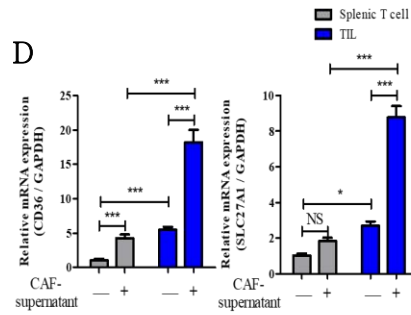 Splenic T cell
TIL
D
Relative mRNA expression
(CD36 / GAPDH)
25
20
15
10
5
0
***
***
***
***
CAF-
supernatant
— + — +
Relative mRNA expression
(SLC27A1 / GAPDH)
10
8
6
4
2
0
***
***
*
NS
CAF-
supernatant
— + — +